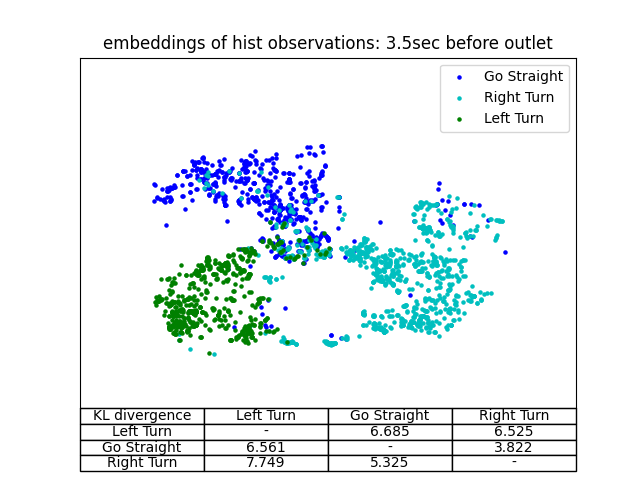 embeddings of hist observations: 3.5sec before outlet
Go Straight
Right Turn
Left Turn
KL divergence Left Turn Go Straight Right Turn
Left Turn - 6.685 6.525
Go Straight 6.561 - 3.822
Right Turn 7.749 5.325 -